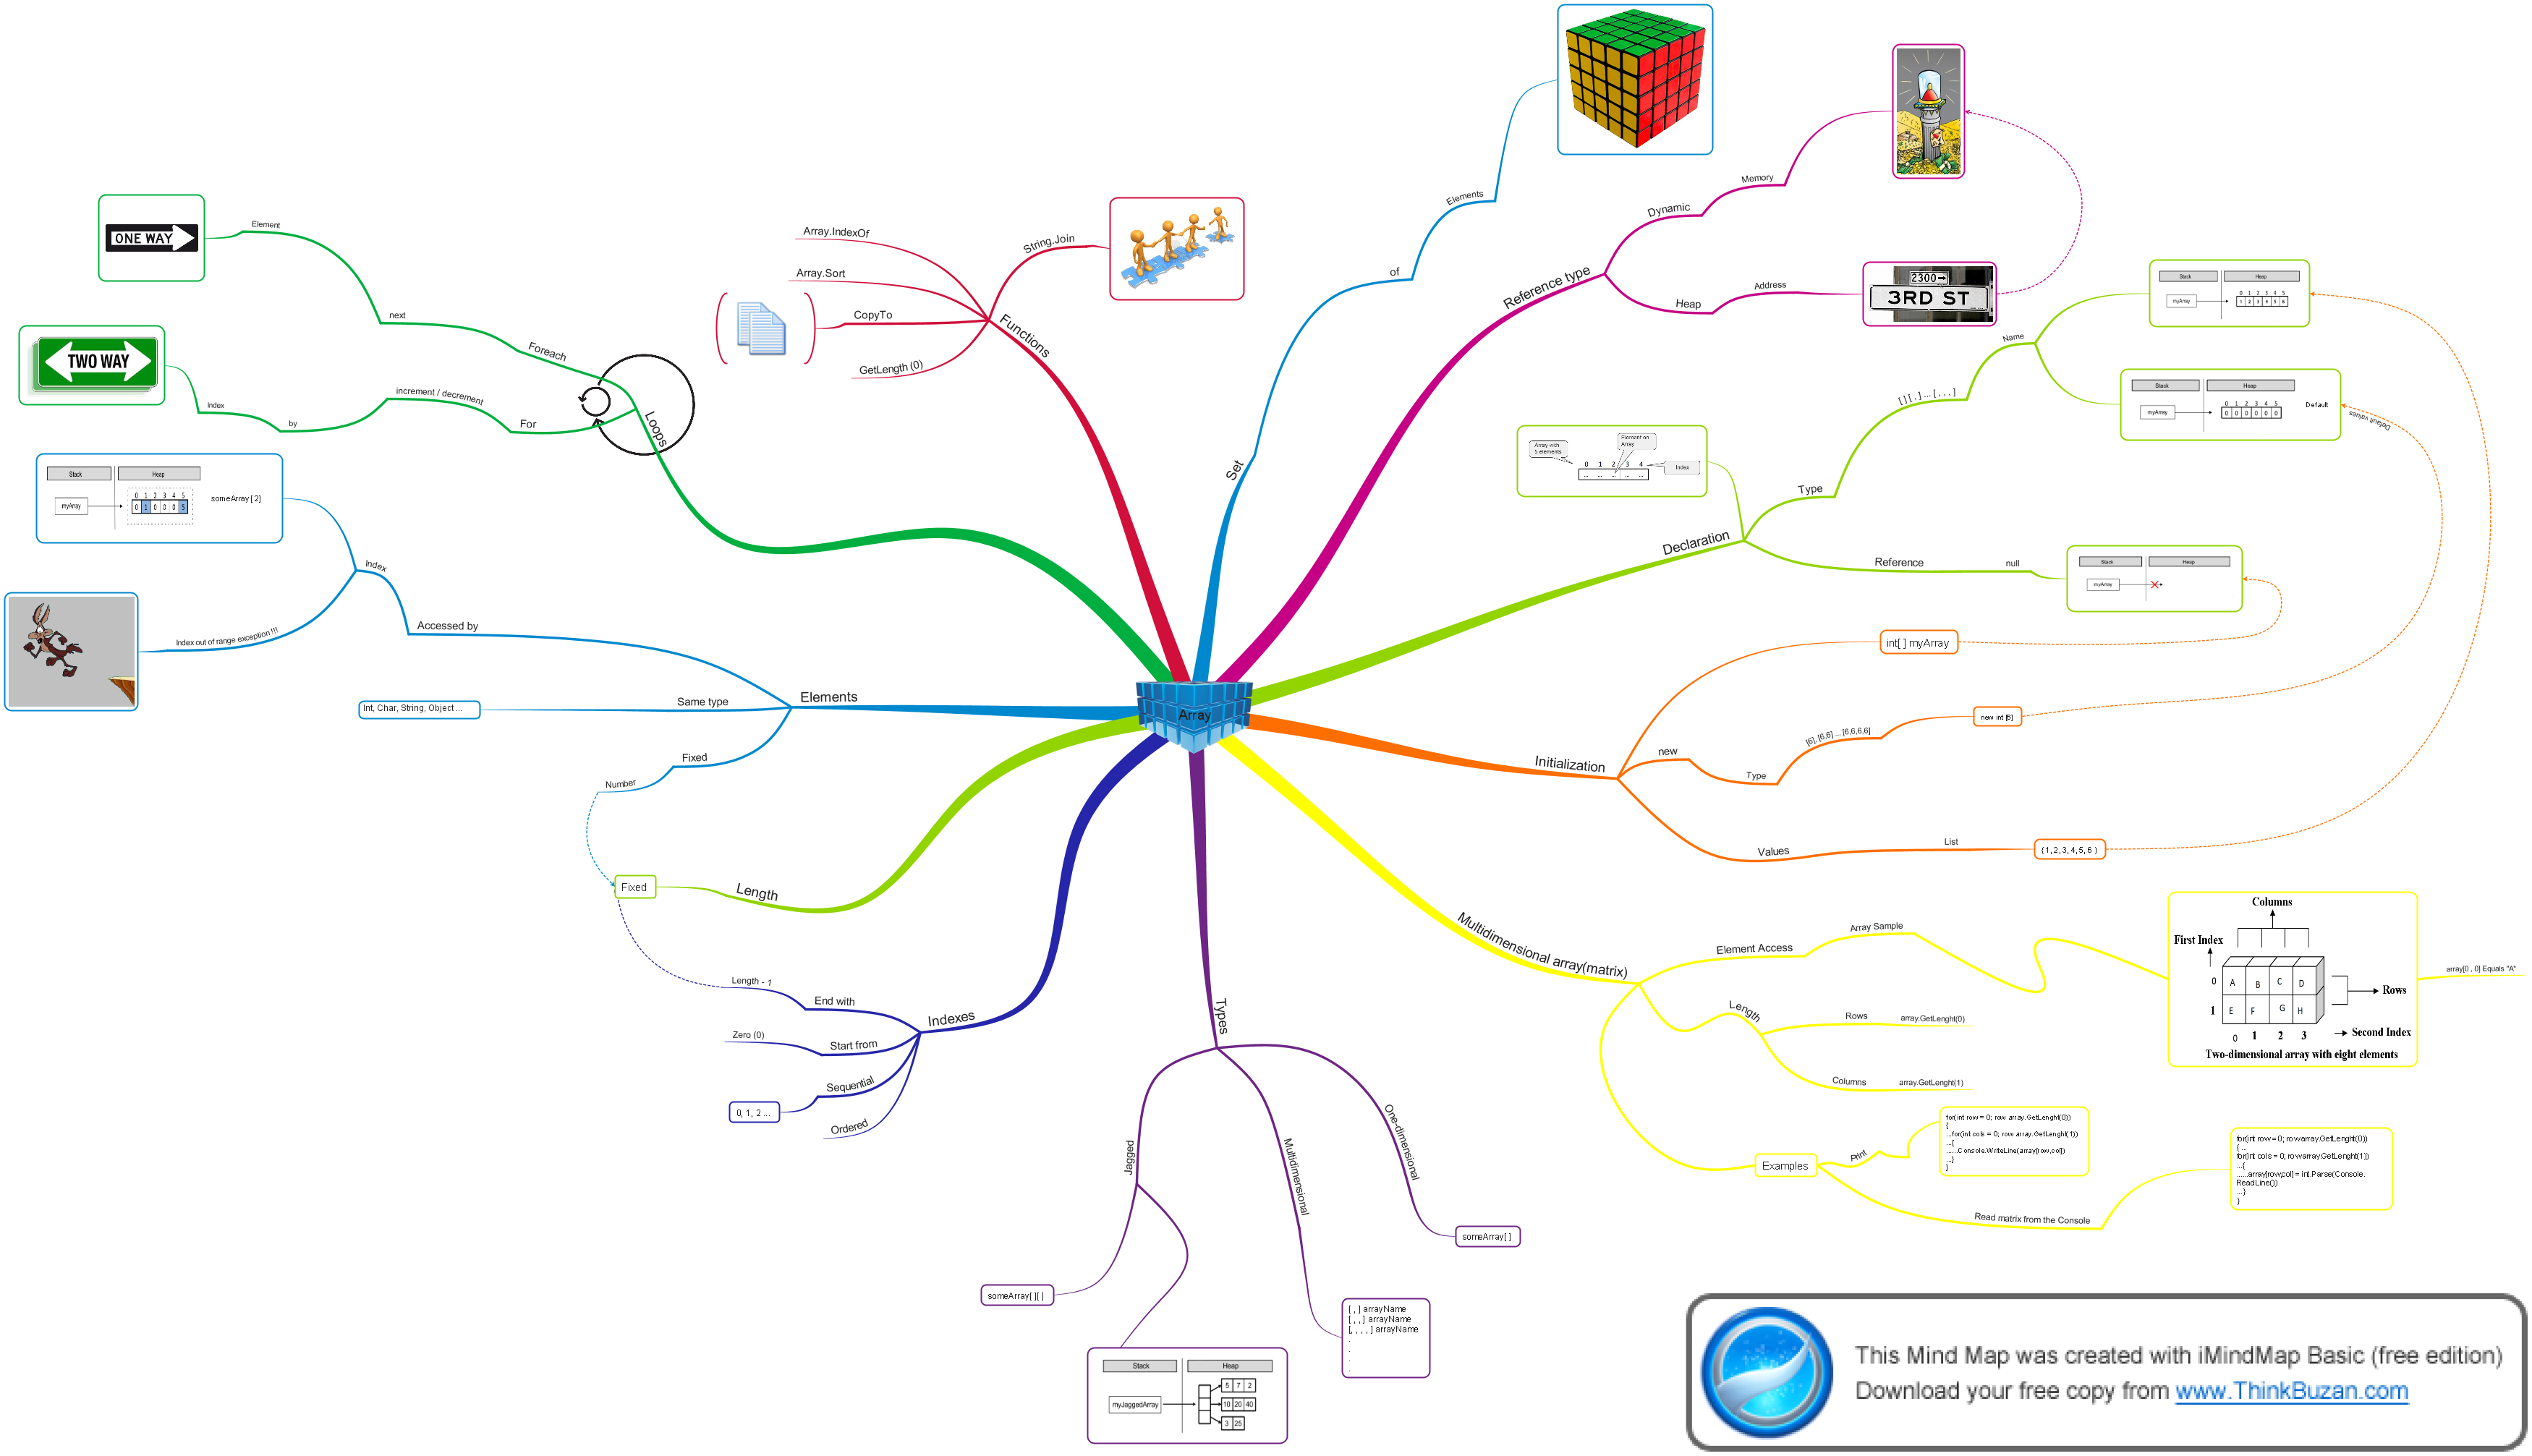 Array
Set
of
Elements
Reference type
Dynamic
Memory
Heap
Address
2300
3RD ST
Declaration
Array with
5 elements
Element on
Array
0 1 2 3 4
... ... ... ... ...
Index
Type
[ ] [ , ] ... [ , , , ]
Name
Stack Heap
myArray
0 1 2 3 4 5
1 2 3 4 5 6
Stack Heap
myArray
0 1 2 3 4 5
0 0 0 0 0 0
Default
Default values
Reference
null
Stack Heap
myArray
Initialization
int[ ] myArray
new
Type
[6], [6,6] ... [6,6,6,6]
new int [6]
Values
List
{ 1, 2, 3, 4, 5, 6 }
Multidimensional array(matrix)
Element Access
Array Sample
Columns
First Index
0 A B C D
1 E F G H
Rows
0 1 2 3
Second Index
Two-dimensional array with eight elements
array[0 , 0] Equals "A"
Length
Rows
array.GetLenght(0)
Columns
array.GetLenght(1)
Examples
Print
for(int row = 0; row array.GetLenght(0))
{
...for(int cols = 0; row array.GetLenght(1))
...{
......Console.WriteLine(array[row,col])
...}
}
Read matrix from the Console
for(int row = 0; rowarray.GetLenght(0))
{ ...
for(int cols = 0; rowarray.GetLenght(1))
...{
......array[row,col] = int.Parse(Console.
ReadLine())
...}
}
Types
One-dimensional
someArray[ ]
Multidimensional
[ , ] arrayName
[ , , ] arrayName
[, , , , ] arrayName
.
.
.
.
Jagged
someArray[ ][ ]
Stack Heap
myJaggedArray
5 7 2
10 20 40
3 25
Indexes
End with
Length - 1
Start from
Zero (0)
Sequential
0, 1, 2 ...
Ordered
Length
Fixed
Elements
Accessed by
Index
Stack Heap
myArray
0 1 2 3 4 5
0 1 0 0 0 5
someArray [ 2]
Index out of range exception !!!
Same type
Int, Char, String, Object ...
Fixed
Number
Loops
Foreach
next
Element
ONE WAY
For
increment / decrement
by
Index
TWO WAY
Functions
Array.IndexOf
Array.Sort
CopyTo
GetLength (0)
String.Join
This Mind Map was created with iMindMap Basic (free edition)
Download your free copy from www.ThinkBuzan.com